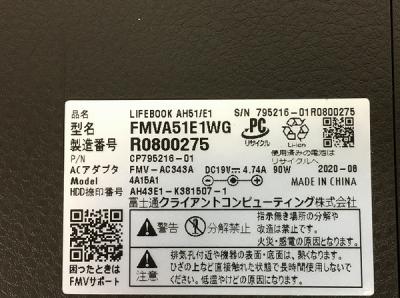 品名 LIFEBOOK AH51/E1 S/N 795216-01R0800275
型名 FMVA51E1WG
製造番号 R0800275
P/N CP795216-01
ACアダプタ FMV-AC343A DC19V 4.74A 90W 2020-08
Model 4A15A1 MADE IN CHINA
HDD捺印番号 AH43E1-K381507-1
富士通クライアントコンピューティング株式会社
PC
リサイクル
Li-ion
使用済みの電池は
リサイクルへ
困ったときは
FMVサポート
警告
分解禁止
指示無き場所の分解や
改造は禁止です。
火災・感電の原因になります。
注意
排気孔付近や機器の表面・底面は、熱くなります。
ひざの上など直接触れた状態で長時間使用しないで
ください。低温やけどの原因になります。